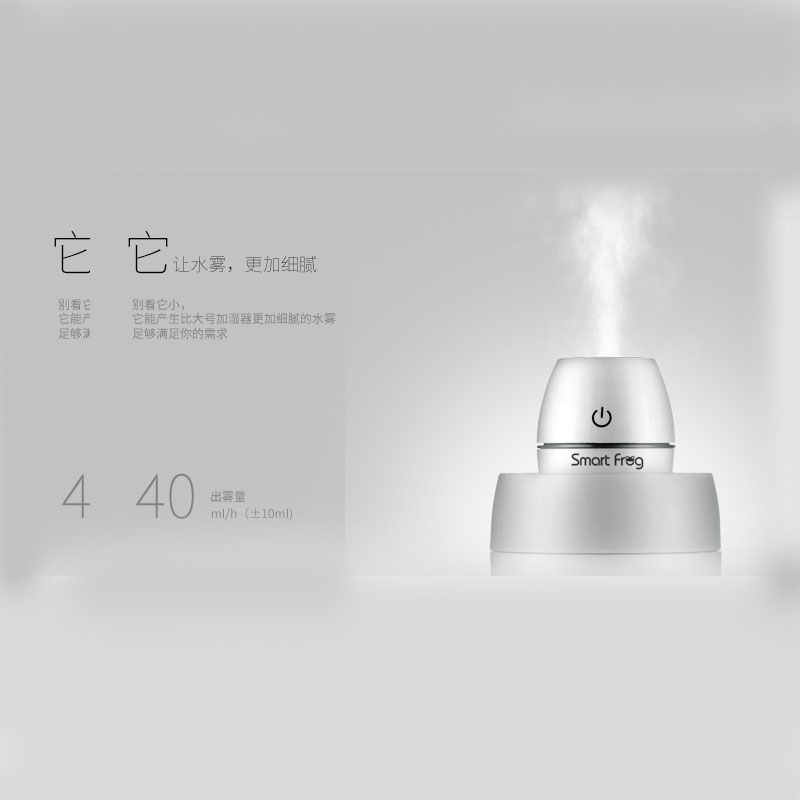 它
它让水雾，更加细腻
别看它
别看它小，
它能产
它能产生比大号加湿器更加细腻的水雾
足够满
足够满足你的需求
Smart Frog
4
40
出雾量
ml/h（±10ml)